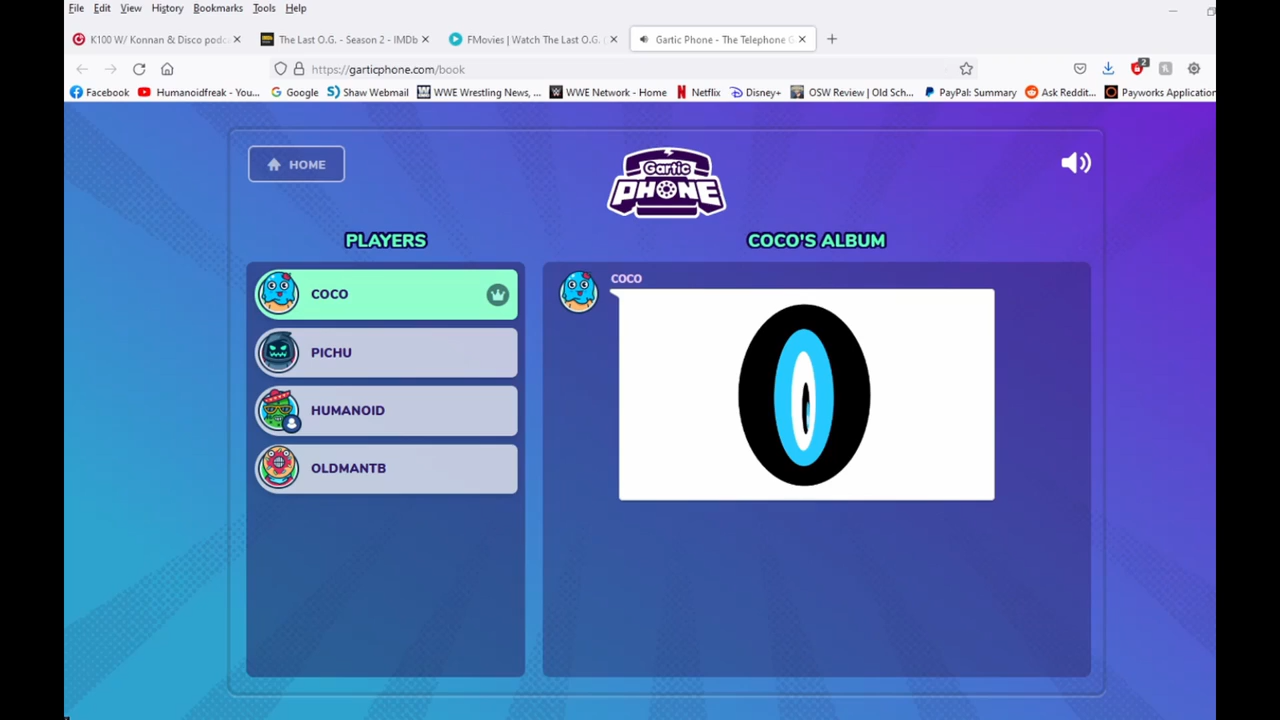 File Edit View History Bookmarks Tools Help
K100 W/ Konnan & Disco podc
The Last O.G. - Season 2 - IMDb
FMovies | Watch The Last O.G. (
Gartic Phone - The Telephone G
https://garticphone.com/book
2
Facebook
Humanoidfreak - You...
Google
Shaw Webmail
WWE Wrestling News, ...
WWE Network - Home
Netflix
Disney+
OSW Review | Old Sch...
PayPal: Summary
Ask Reddit...
Payworks Application
HOME
Gartic
PHONE
PLAYERS
COCO'S ALBUM
COCO
COCO
PICHU
HUMANOID
OLDMANTB